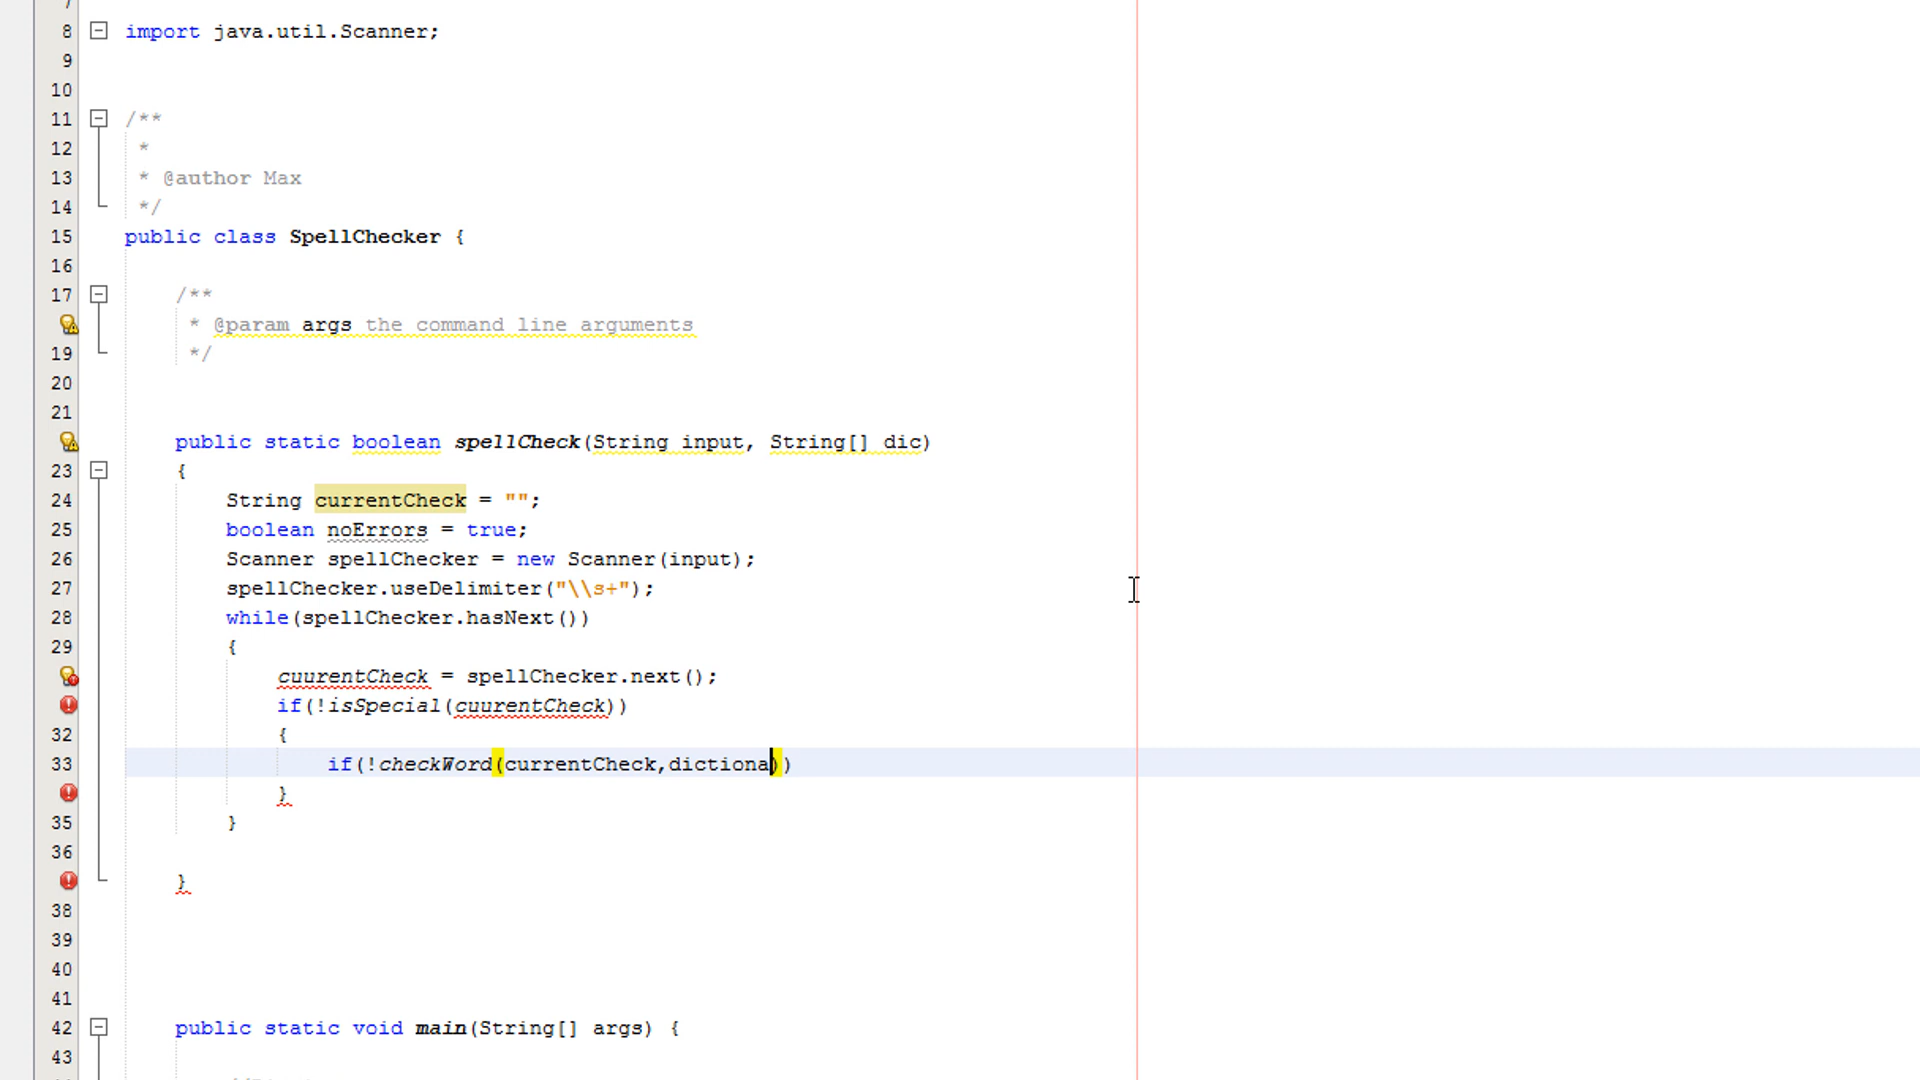 8 import java.util.Scanner;
9
10
11 /**
12 *
13 * @author Max
14 */
15 public class SpellChecker {
16
17 /**
* @param args the command line arguments
19 */
20
21
public static boolean spellCheck(String input, String[] dic)
23 {
24 String currentCheck = "";
25 boolean noErrors = true;
26 Scanner spellChecker = new Scanner(input);
27 spellChecker.useDelimiter("\\s+");
28 while(spellChecker.hasNext())
29 {
cuurentCheck = spellChecker.next();
if(!isSpecial(cuurentCheck))
32 {
33 if(!checkWord(currentCheck,dictiona))
}
35 }
36
}
38
39
40
41
42 public static void main(String[] args) {
43